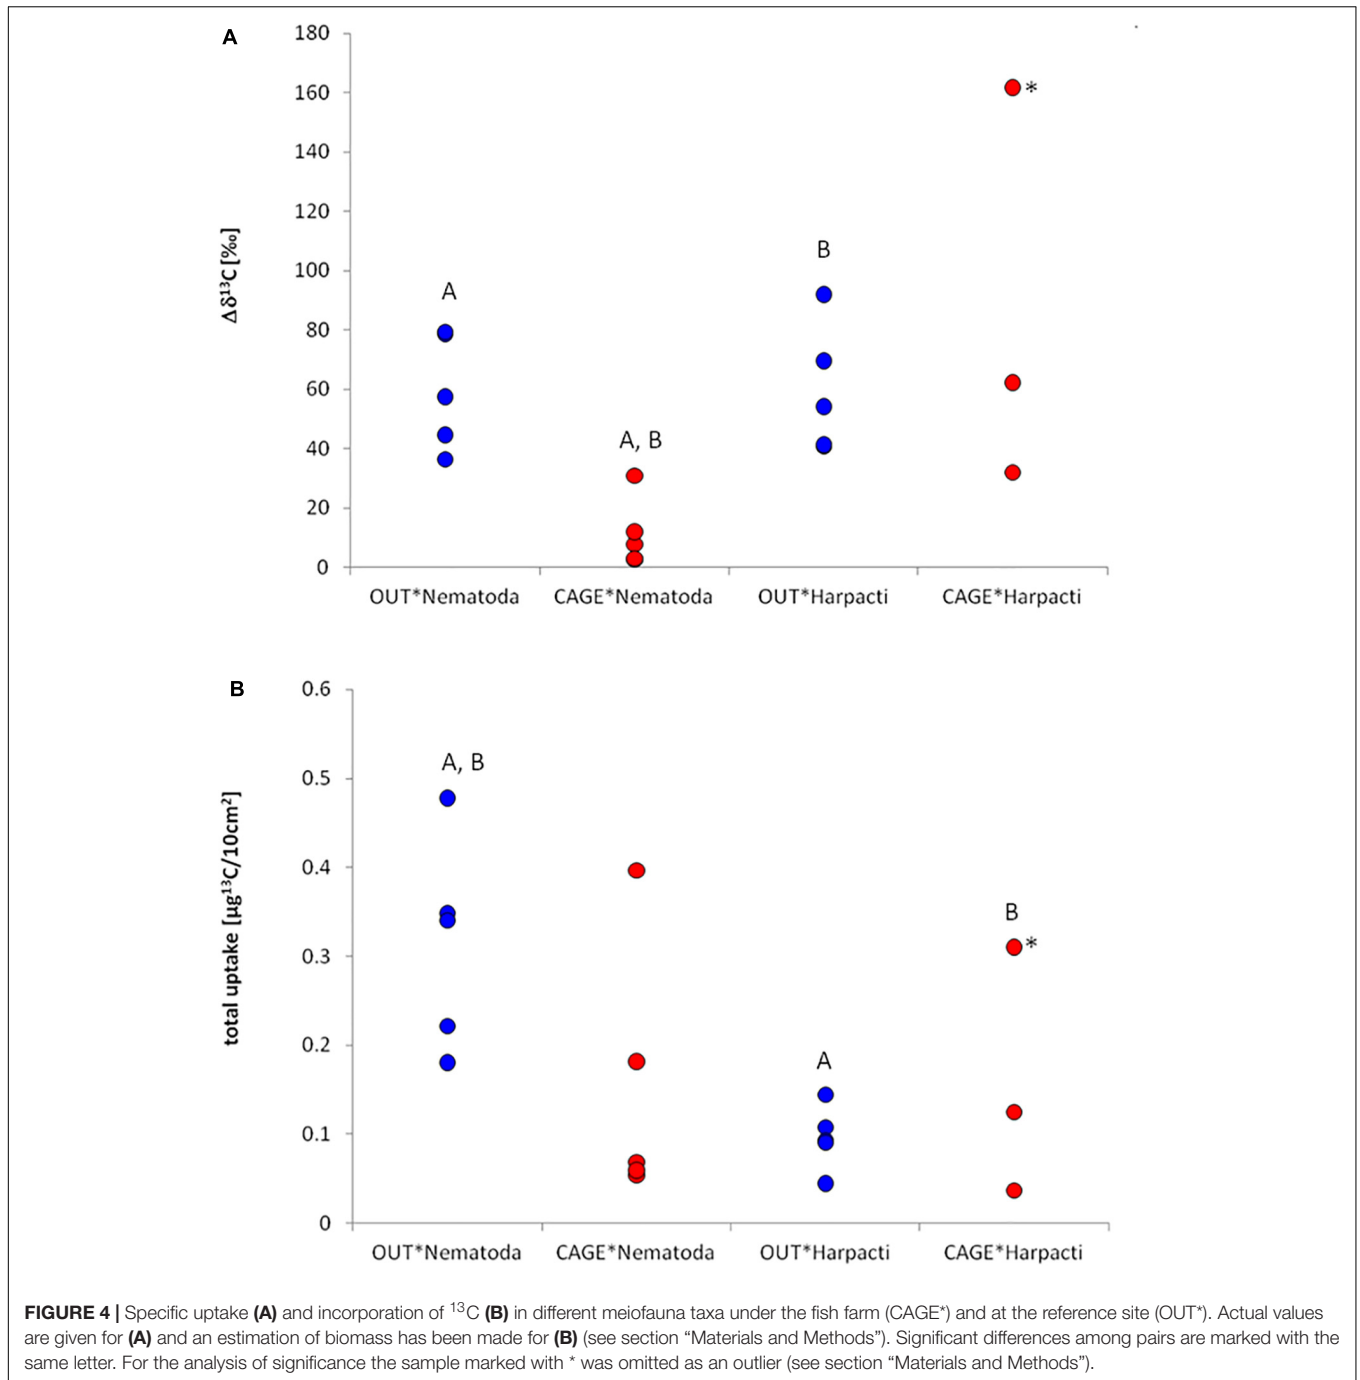 A
180
160
140
120
100
80
60
40
20
0
Δδ¹³C [‰]
A
A, B
B
*
OUT*Nematoda CAGE*Nematoda OUT*Harpacti CAGE*Harpacti
B
0.6
0.5
0.4
0.3
0.2
0.1
0
total uptake [µg¹³C/10cm²]
A, B
A
B
*
OUT*Nematoda CAGE*Nematoda OUT*Harpacti CAGE*Harpacti
FIGURE 4 | Specific uptake (A) and incorporation of ¹³C (B) in different meiofauna taxa under the fish farm (CAGE*) and at the reference site (OUT*). Actual values
are given for (A) and an estimation of biomass has been made for (B) (see section “Materials and Methods”). Significant differences among pairs are marked with the
same letter. For the analysis of significance the sample marked with * was omitted as an outlier (see section “Materials and Methods”).